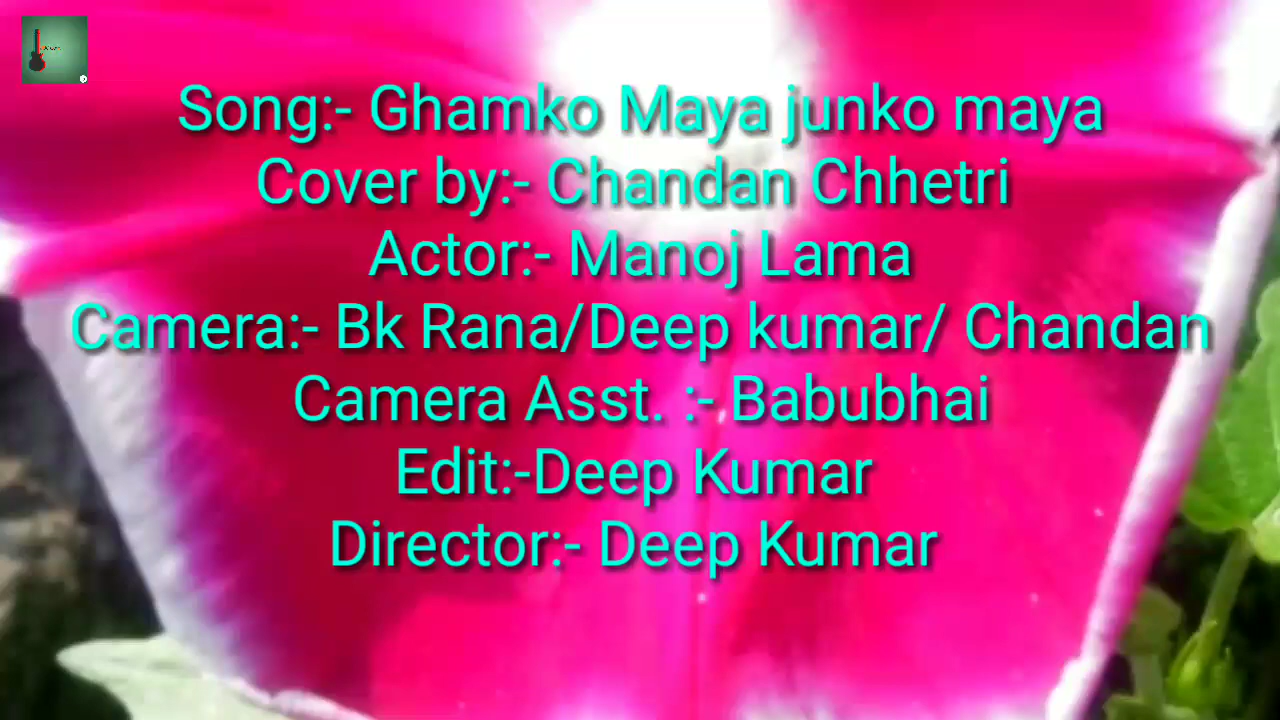 Song:- Ghamko Maya junko maya
Cover by:- Chandan Chhetri
Actor:- Manoj Lama
Camera:- Bk Rana/Deep kumar/ Chandan
Camera Asst. :- Babubhai
Edit:-Deep Kumar
Director:- Deep Kumar